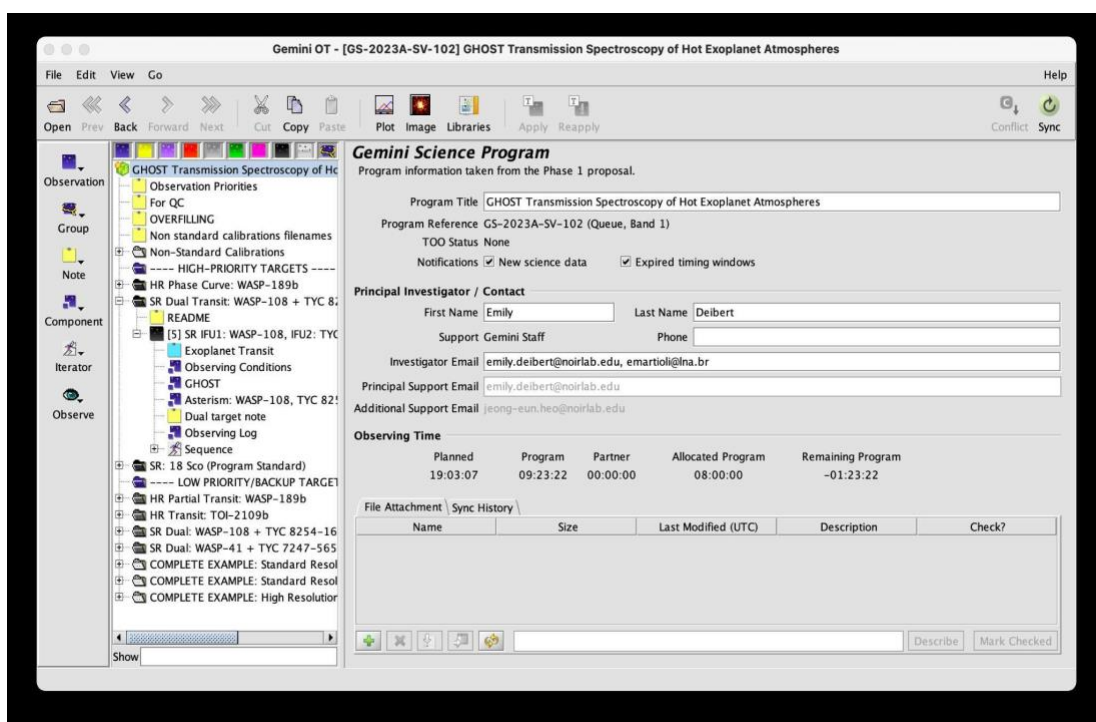 Gemini OT - [GS-2023A-SV-102] GHOST Transmission Spectroscopy of Hot Exoplanet Atmospheres
File Edit View Go Help
Open Prev Back Forward Next Cut Copy Paste Plot Image Libraries Apply Reapply Conflict Sync
Observation
Group
Note
Component
Iterator
Observe
GHOST Transmission Spectroscopy of Hc
Observation Priorities
For QC
OVERFILLING
Non standard calibrations filenames
Non-Standard Calibrations
---- HIGH-PRIORITY TARGETS ----
HR Phase Curve: WASP-189b
SR Dual Transit: WASP-108 + TYC 82
README
[5] SR IFU1: WASP-108, IFU2: TYC
Exoplanet Transit
Observing Conditions
GHOST
Asterism: WASP-108, TYC 825
Dual target note
Observing Log
Sequence
SR: 18 Sco (Program Standard)
---- LOW PRIORITY/BACKUP TARGET
HR Partial Transit: WASP-189b
HR Transit: TOI-2109b
SR Dual: WASP-108 + TYC 8254-16
SR Dual: WASP-41 + TYC 7247-565
COMPLETE EXAMPLE: Standard Resol
COMPLETE EXAMPLE: Standard Resol
COMPLETE EXAMPLE: High Resolution
Show
Gemini Science Program
Program information taken from the Phase 1 proposal.
Program Title GHOST Transmission Spectroscopy of Hot Exoplanet Atmospheres
Program Reference GS-2023A-SV-102 (Queue, Band 1)
TOO Status None
Notifications New science data Expired timing windows
Principal Investigator / Contact
First Name Emily Last Name Deibert
Support Gemini Staff Phone
Investigator Email emily.deibert@noirlab.edu, emartioli@lna.br
Principal Support Email emily.deibert@noirlab.edu
Additional Support Email jeong-eun.heo@noirlab.edu
Observing Time
Planned Program Partner Allocated Program Remaining Program
19:03:07 09:23:22 00:00:00 08:00:00 -01:23:22
File Attachment Sync History
Name Size Last Modified (UTC) Description Check?
Describe Mark Checked